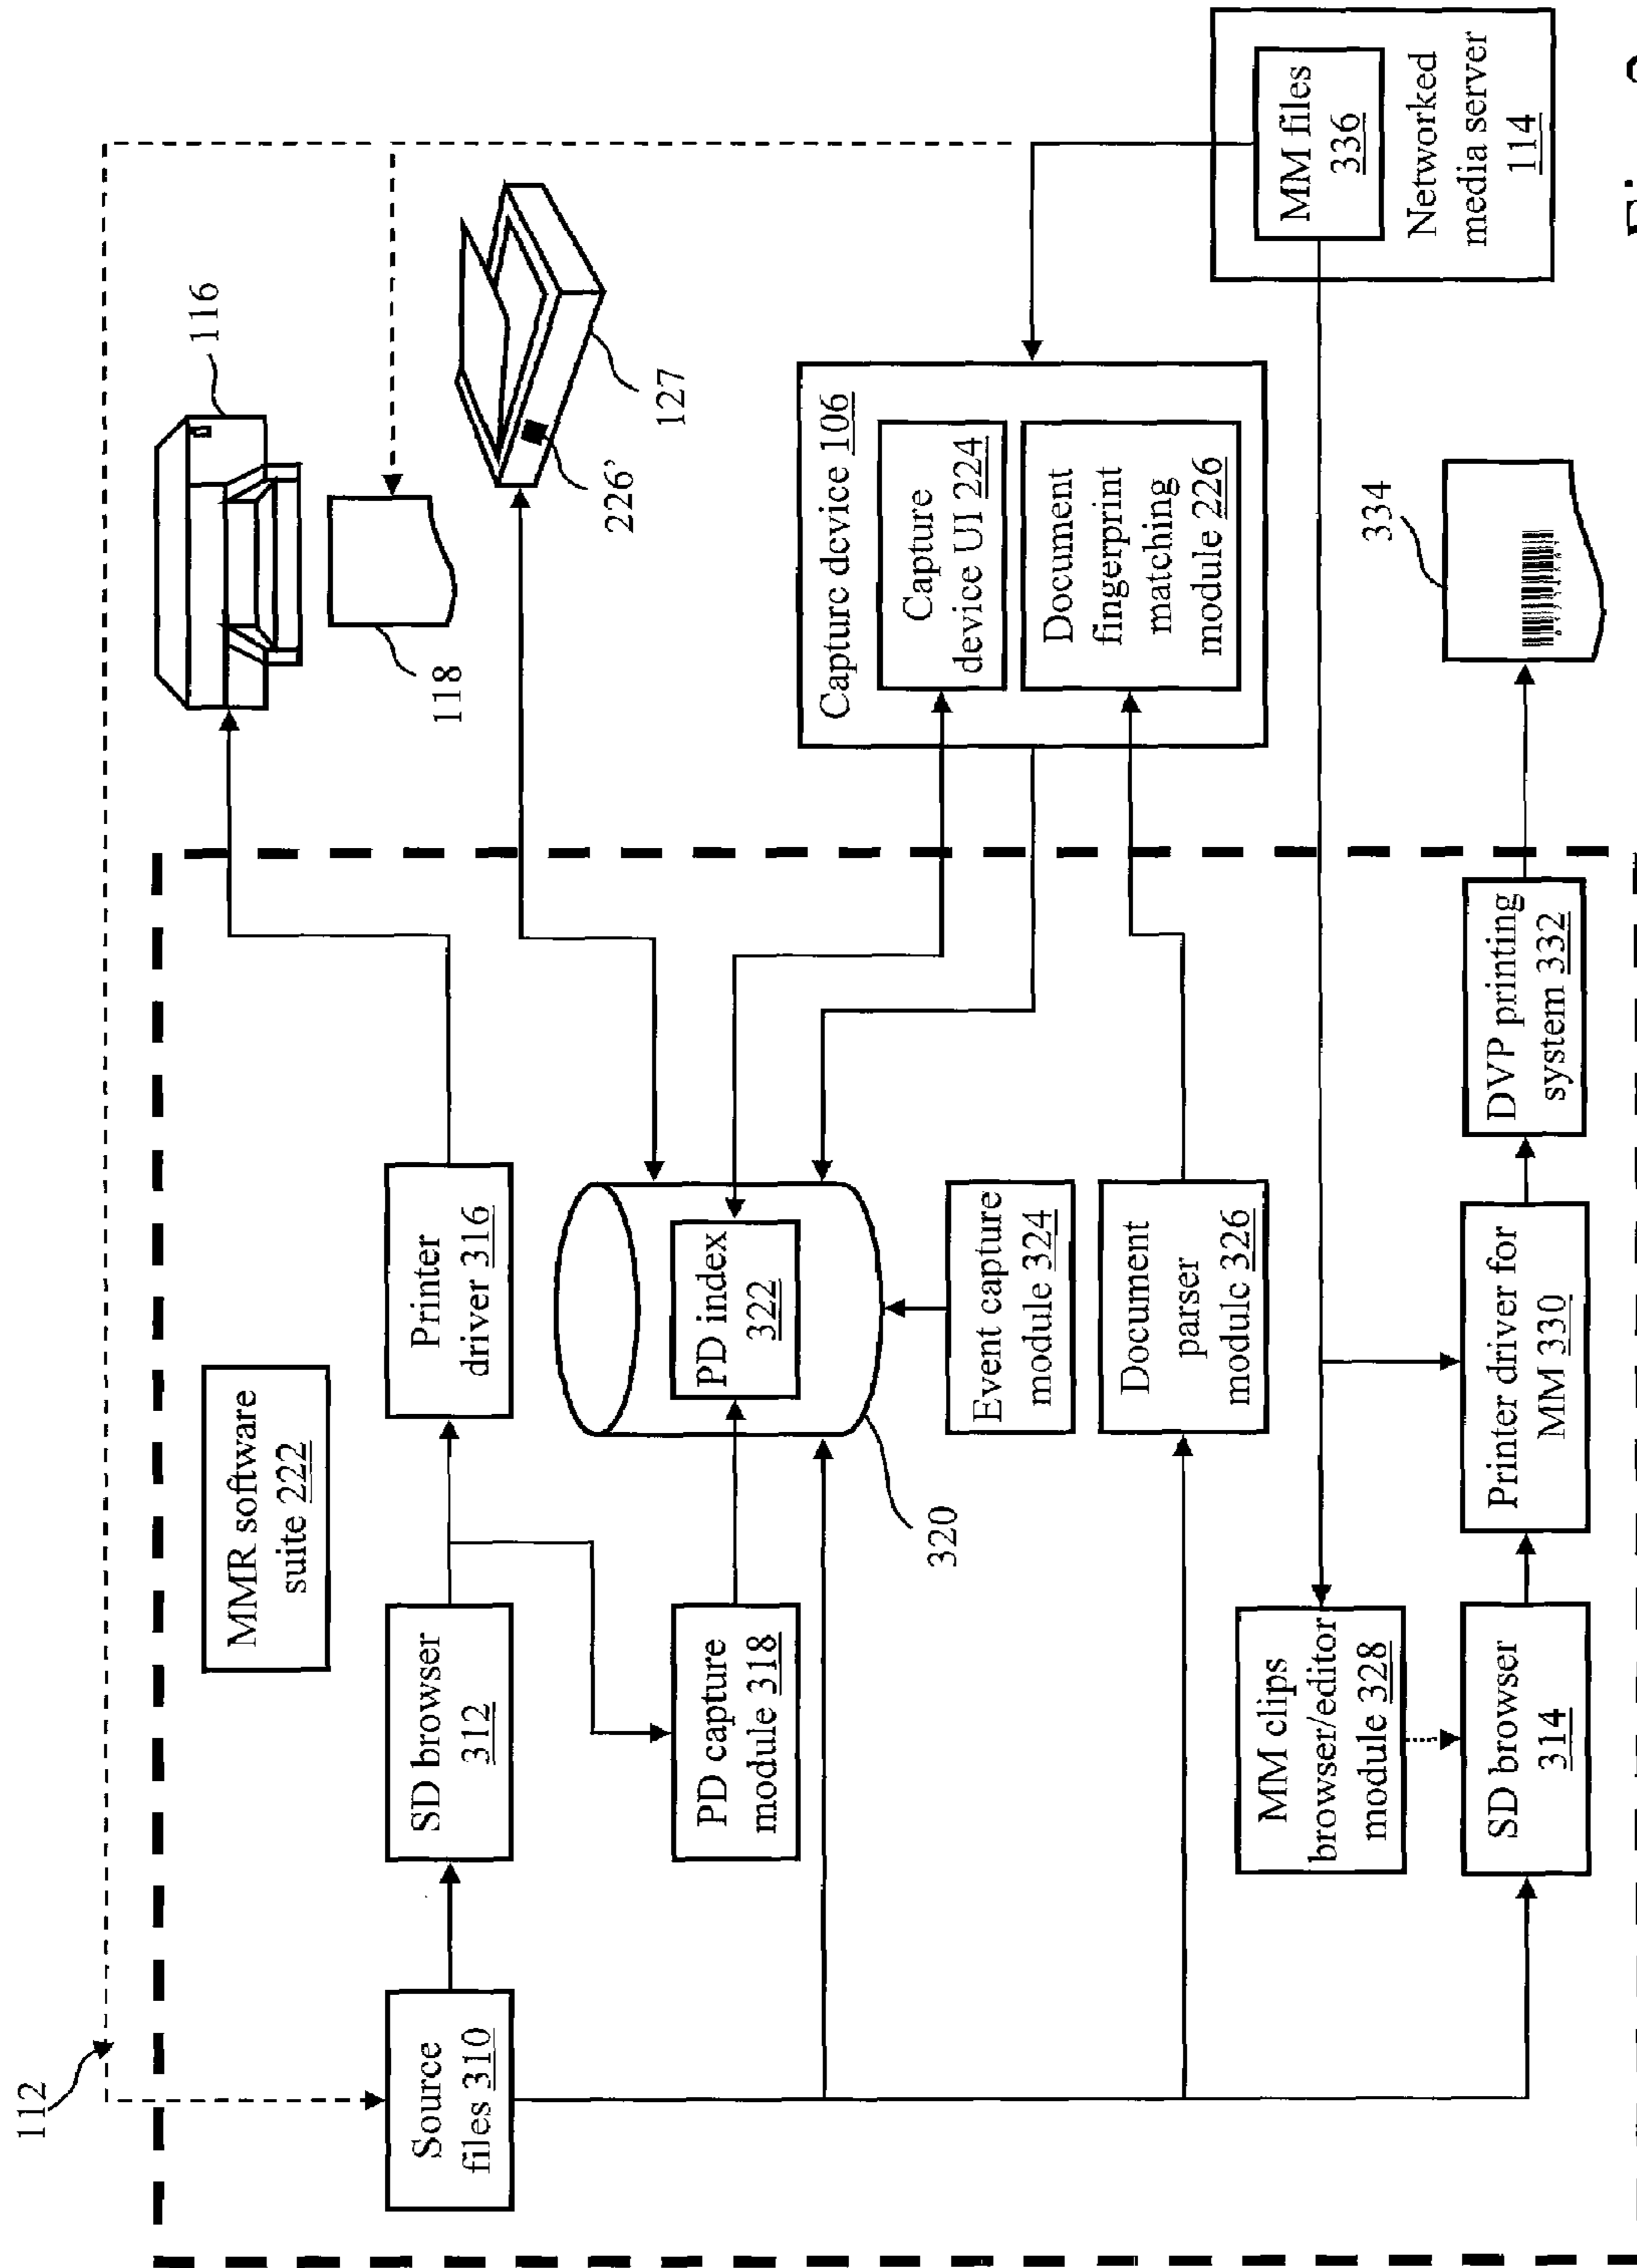 112
MMR software
suite 222
116
118
127
226’
Source
files 310
SD browser
312
Printer
driver 316
PD capture
module 318
PD index
322
320
Event capture
module 324
Document
parser
module 326
Capture device 106
Capture
device UI 224
Document
fingerprint
matching
module 226
MM clips
browser/editor
module 328
SD browser
314
Printer driver for
MM 330
DVP printing
system 332
334
MM files
336
Networked
media server
114